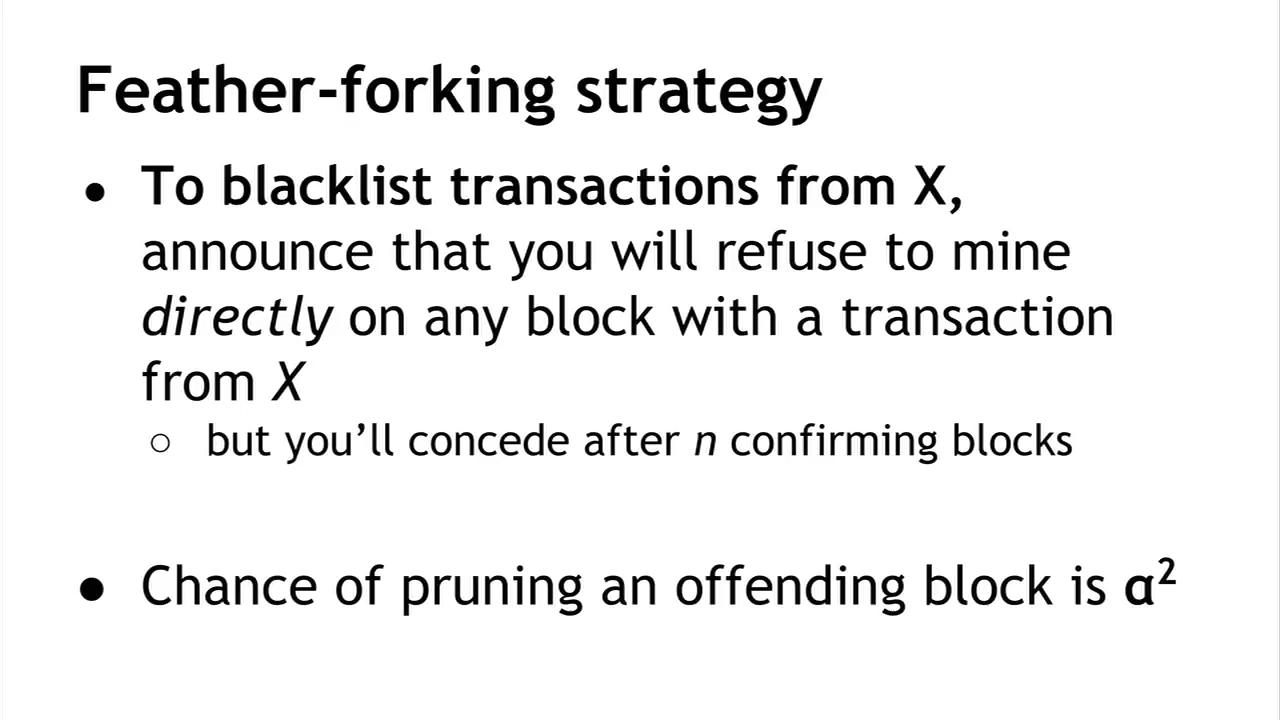 Feather-forking strategy
● To blacklist transactions from X,
announce that you will refuse to mine
directly on any block with a transaction
from X
○ but you’ll concede after n confirming blocks
● Chance of pruning an offending block is α²